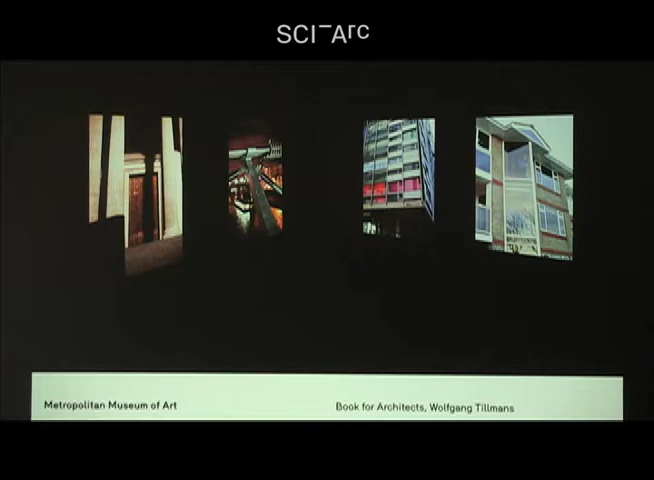 SCI-Arc
Metropolitan Museum of Art
Book for Architects, Wolfgang Tillmans